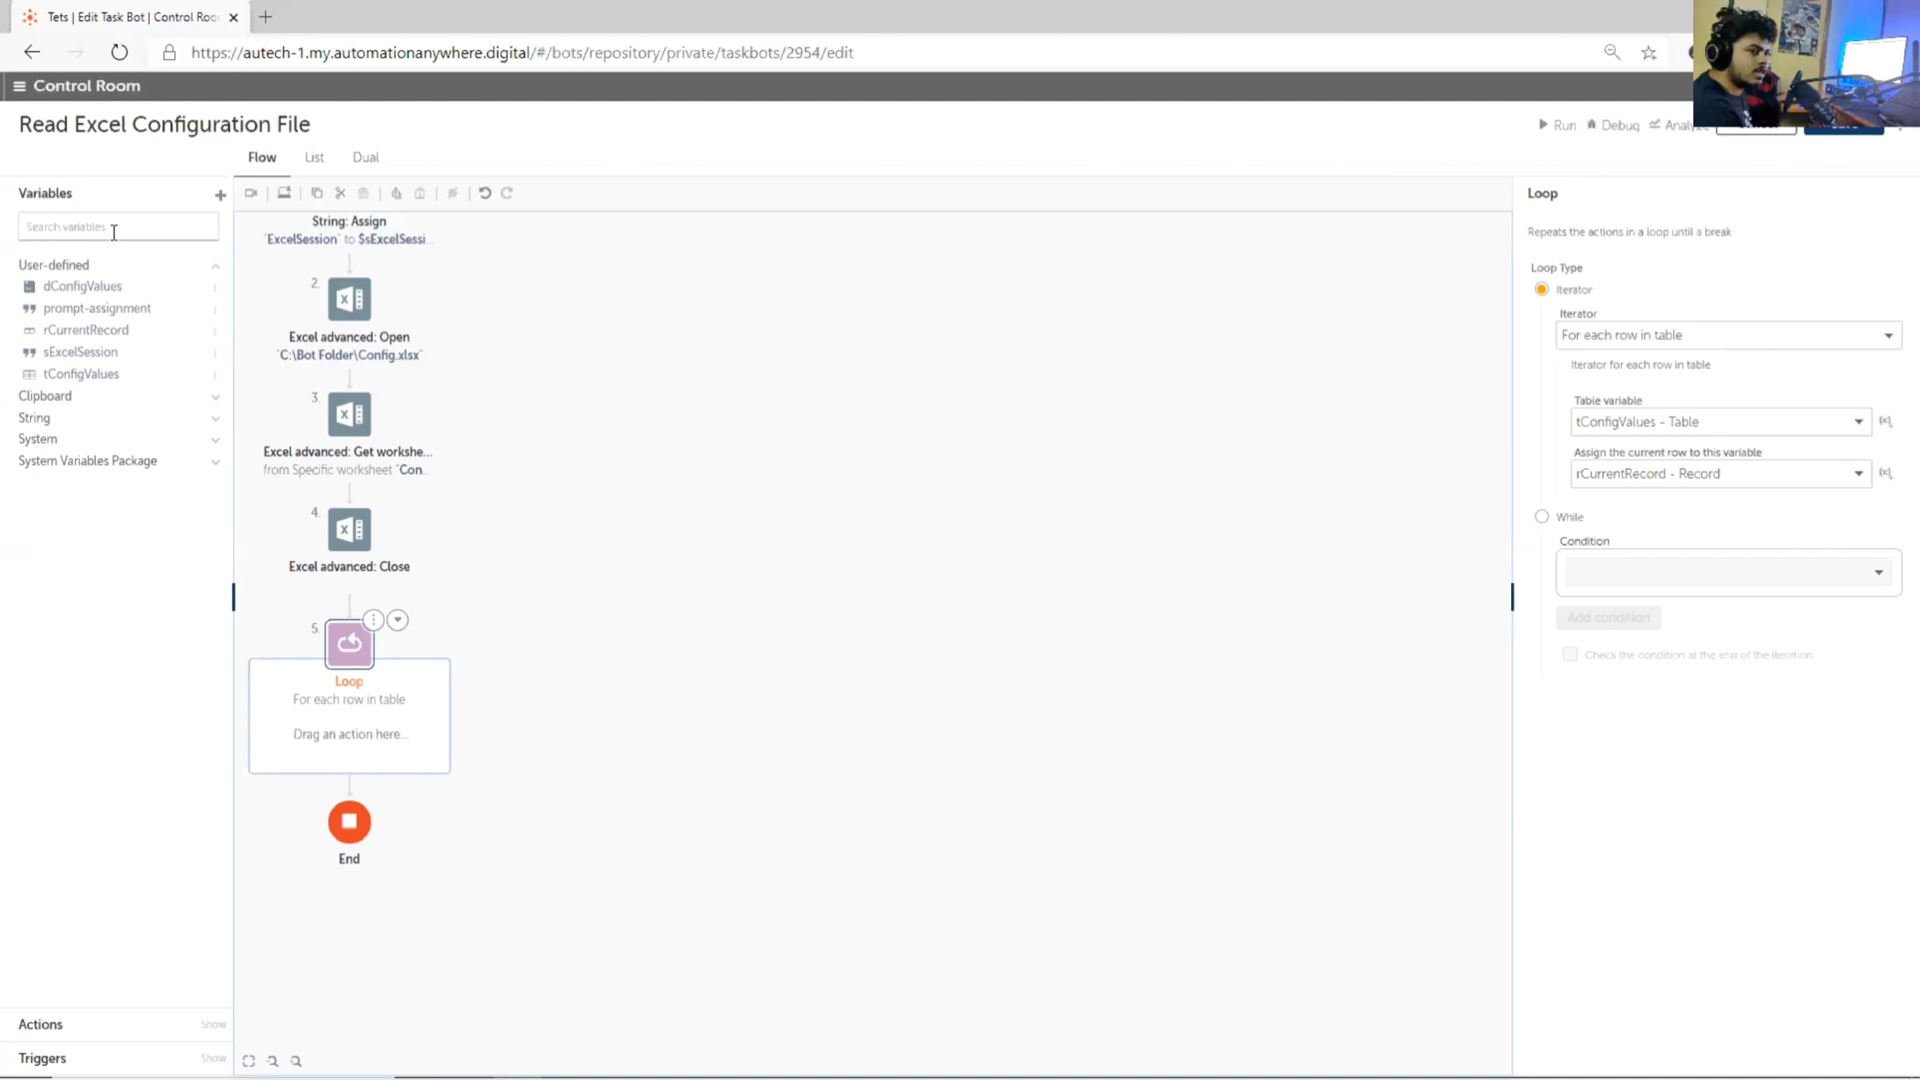 Tets | Edit Task Bot | Control Roo
https://autech-1.my.automationanywhere.digital/#/bots/repository/private/taskbots/2954/edit
Control Room
Read Excel Configuration File
Run
Debug
Flow
List
Dual
Variables
Search variables
User-defined
dConfigValues
prompt-assignment
rCurrentRecord
sExcelSession
tConfigValues
Clipboard
String
System
System Variables Package
Actions
Show
Triggers
Show
String: Assign
"ExcelSession" to $sExcelSessi...
2.
Excel advanced: Open
"C:\Bot Folder\Config.xlsx"
3.
Excel advanced: Get workshe...
from Specific worksheet "Con...
4.
Excel advanced: Close
5.
Loop
For each row in table
Drag an action here...
End
Loop
Repeats the actions in a loop until a break
Loop Type
Iterator
Iterator
For each row in table
Iterator for each row in table
Table variable
tConfigValues - Table
Assign the current row to this variable
rCurrentRecord - Record
While
Condition
Add condition
Check the condition at the end of the iteration